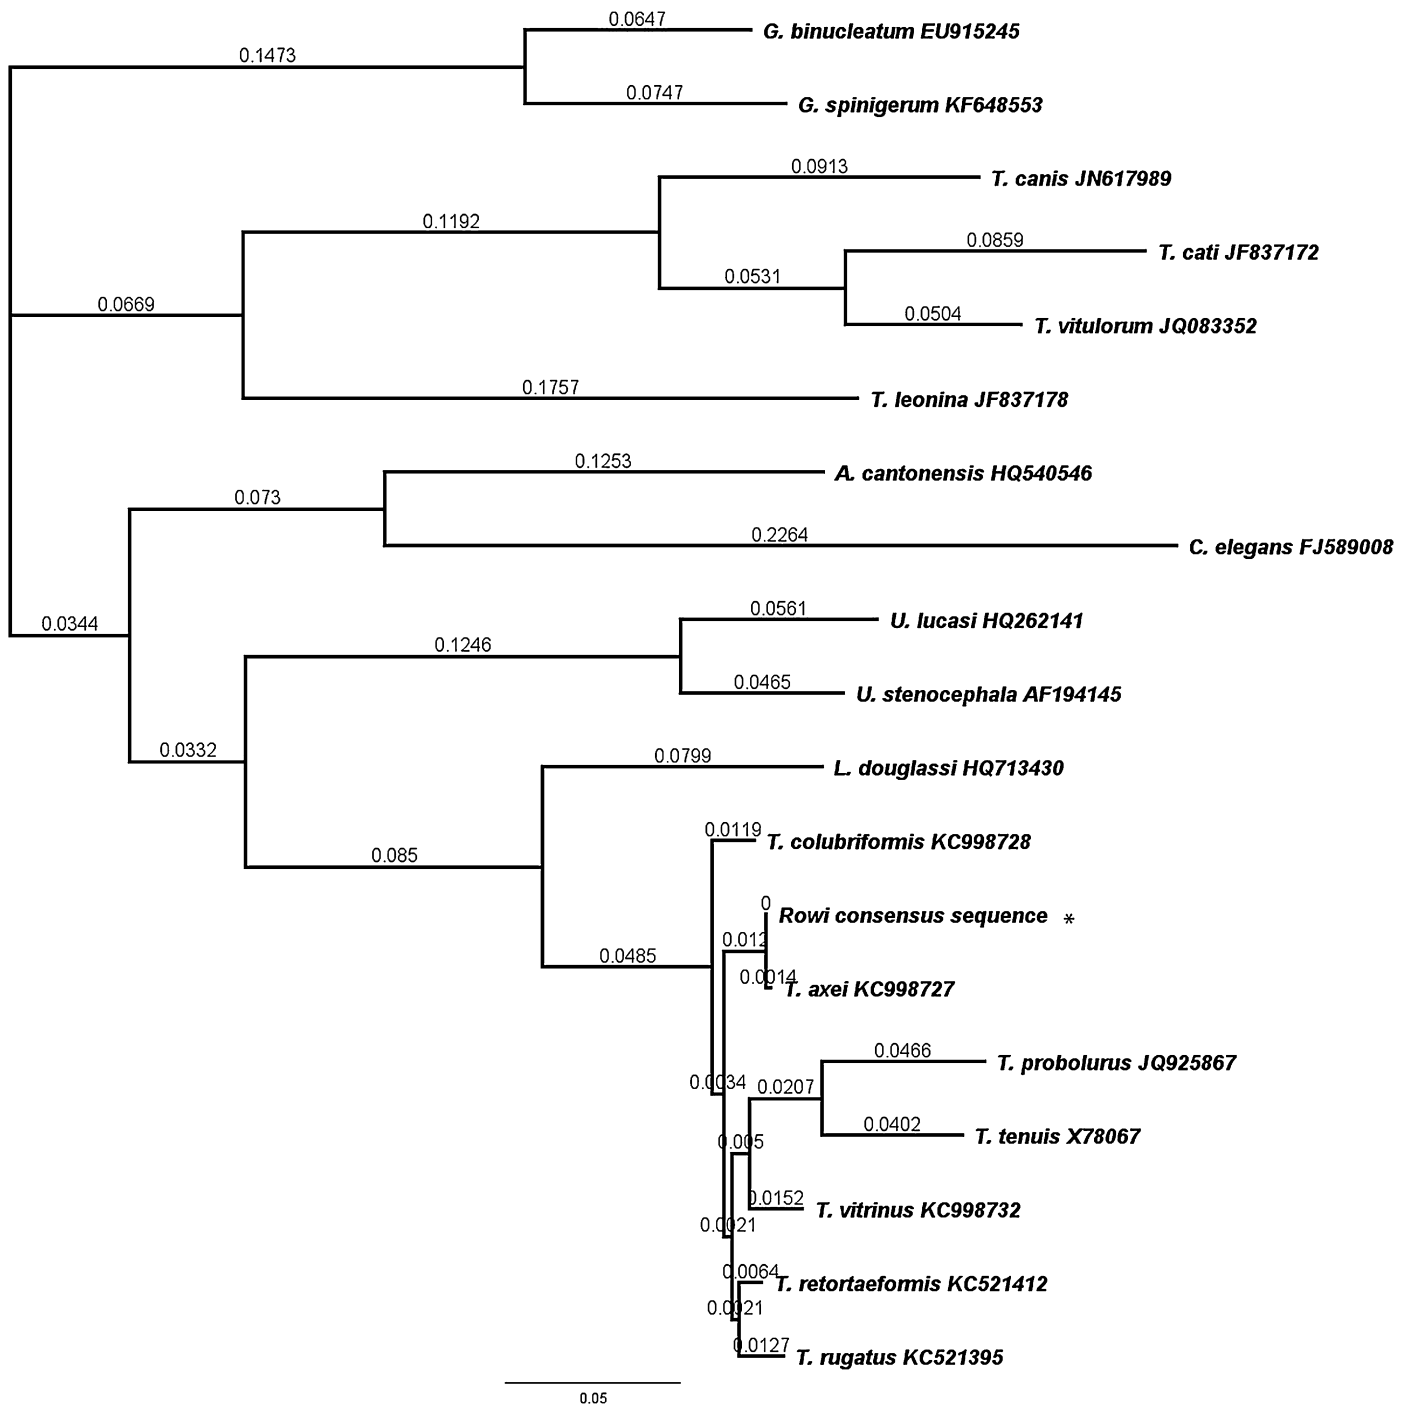 0.0647
G. binucleatum EU915245
0.1473
0.0747
G. spinigerum KF648553
0.0913
T. canis JN617989
0.1192
0.0859
T. cati JF837172
0.0531
0.0504
T. vitulorum JQ083352
0.0669
0.1757
T. leonina JF837178
0.1253
A. cantonensis HQ540546
0.073
0.2264
C. elegans FJ589008
0.0344
0.0561
U. lucasi HQ262141
0.1246
0.0465
U. stenocephala AF194145
0.0332
0.0799
L. douglassi HQ713430
0.085
0.0119
T. colubriformis KC998728
0
Rowi consensus sequence *
0.012
0.0485
0.0014
T. axei KC998727
0.0466
T. probolurus JQ925867
0.0034
0.0207
0.0402
T. tenuis X78067
0.005
0.0152
T. vitrinus KC998732
0.0021
0.0064
T. retortaeformis KC521412
0.0021
0.0127
T. rugatus KC521395
0.05